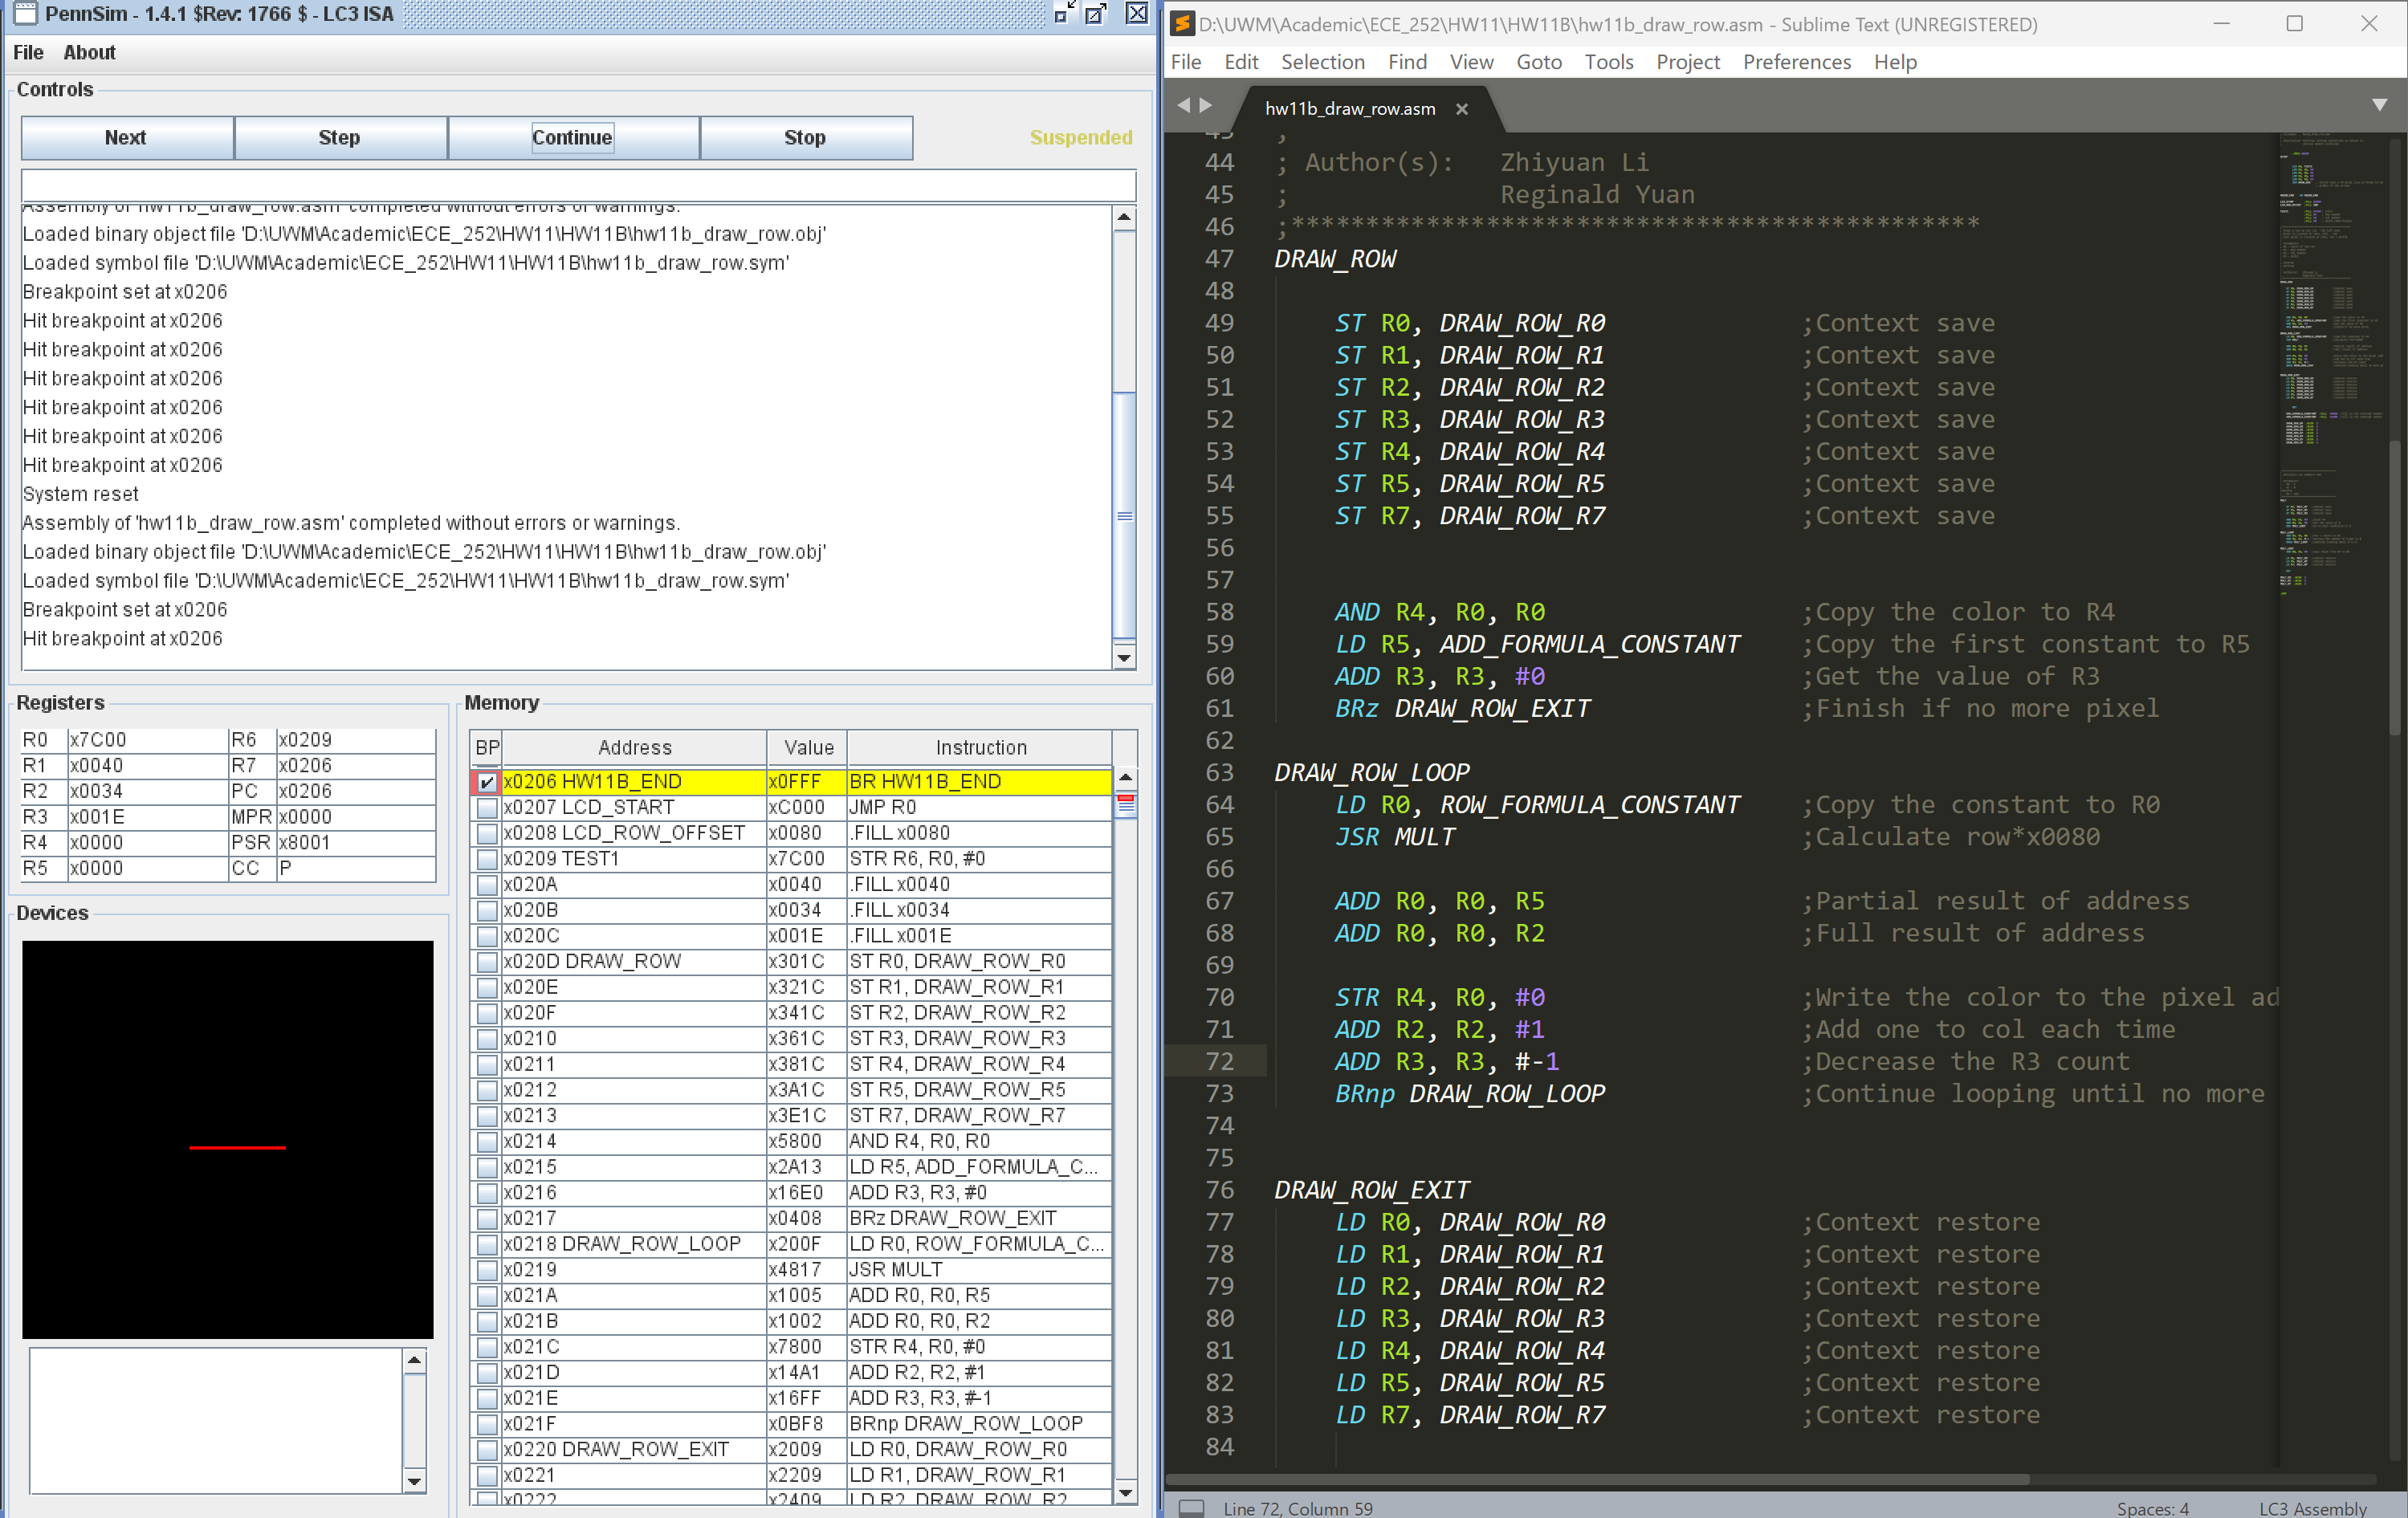 PennSim - 1.4.1 $Rev: 1766 $ - LC3 ISA
File About
Controls
Next Step Continue Stop Suspended
Assembly of 'hw11b_draw_row.asm' completed without errors or warnings.
Loaded binary object file 'D:\UWM\Academic\ECE_252\HW11\HW11B\hw11b_draw_row.obj'
Loaded symbol file 'D:\UWM\Academic\ECE_252\HW11\HW11B\hw11b_draw_row.sym'
Breakpoint set at x0206
Hit breakpoint at x0206
Hit breakpoint at x0206
Hit breakpoint at x0206
Hit breakpoint at x0206
Hit breakpoint at x0206
Hit breakpoint at x0206
System reset
Assembly of 'hw11b_draw_row.asm' completed without errors or warnings.
Loaded binary object file 'D:\UWM\Academic\ECE_252\HW11\HW11B\hw11b_draw_row.obj'
Loaded symbol file 'D:\UWM\Academic\ECE_252\HW11\HW11B\hw11b_draw_row.sym'
Breakpoint set at x0206
Hit breakpoint at x0206
Registers
R0 x7C00 R6 x0209
R1 x0040 R7 x0206
R2 x0034 PC x0206
R3 x001E MPR x0000
R4 x0000 PSR x8001
R5 x0000 CC P
Devices
Memory
BP Address Value Instruction
x0206 HW11B_END x0FFF BR HW11B_END
x0207 LCD_START xC000 JMP R0
x0208 LCD_ROW_OFFSET x0080 .FILL x0080
x0209 TEST1 x7C00 STR R6, R0, #0
x020A x0040 .FILL x0040
x020B x0034 .FILL x0034
x020C x001E .FILL x001E
x020D DRAW_ROW x301C ST R0, DRAW_ROW_R0
x020E x321C ST R1, DRAW_ROW_R1
x020F x341C ST R2, DRAW_ROW_R2
x0210 x361C ST R3, DRAW_ROW_R3
x0211 x381C ST R4, DRAW_ROW_R4
x0212 x3A1C ST R5, DRAW_ROW_R5
x0213 x3E1C ST R7, DRAW_ROW_R7
x0214 x5800 AND R4, R0, R0
x0215 x2A13 LD R5, ADD_FORMULA_C...
x0216 x16E0 ADD R3, R3, #0
x0217 x0408 BRz DRAW_ROW_EXIT
x0218 DRAW_ROW_LOOP x200F LD R0, ROW_FORMULA_C...
x0219 x4817 JSR MULT
x021A x1005 ADD R0, R0, R5
x021B x1002 ADD R0, R0, R2
x021C x7800 STR R4, R0, #0
x021D x14A1 ADD R2, R2, #1
x021E x16FF ADD R3, R3, #-1
x021F x0BF8 BRnp DRAW_ROW_LOOP
x0220 DRAW_ROW_EXIT x2009 LD R0, DRAW_ROW_R0
x0221 x2209 LD R1, DRAW_ROW_R1
x0222 x2409 LD R2, DRAW_ROW_R2
D:\UWM\Academic\ECE_252\HW11\HW11B\hw11b_draw_row.asm - Sublime Text (UNREGISTERED)
File Edit Selection Find View Goto Tools Project Preferences Help
hw11b_draw_row.asm
43 ;
44 ; Author(s): Zhiyuan Li
45 ; Reginald Yuan
46 ;**********************************************
47 DRAW_ROW
48
49 ST R0, DRAW_ROW_R0 ;Context save
50 ST R1, DRAW_ROW_R1 ;Context save
51 ST R2, DRAW_ROW_R2 ;Context save
52 ST R3, DRAW_ROW_R3 ;Context save
53 ST R4, DRAW_ROW_R4 ;Context save
54 ST R5, DRAW_ROW_R5 ;Context save
55 ST R7, DRAW_ROW_R7 ;Context save
56
57
58 AND R4, R0, R0 ;Copy the color to R4
59 LD R5, ADD_FORMULA_CONSTANT ;Copy the first constant to R5
60 ADD R3, R3, #0 ;Get the value of R3
61 BRz DRAW_ROW_EXIT ;Finish if no more pixel
62
63 DRAW_ROW_LOOP
64 LD R0, ROW_FORMULA_CONSTANT ;Copy the constant to R0
65 JSR MULT ;Calculate row*x0080
66
67 ADD R0, R0, R5 ;Partial result of address
68 ADD R0, R0, R2 ;Full result of address
69
70 STR R4, R0, #0 ;Write the color to the pixel ad
71 ADD R2, R2, #1 ;Add one to col each time
72 ADD R3, R3, #-1 ;Decrease the R3 count
73 BRnp DRAW_ROW_LOOP ;Continue looping until no more
74
75
76 DRAW_ROW_EXIT
77 LD R0, DRAW_ROW_R0 ;Context restore
78 LD R1, DRAW_ROW_R1 ;Context restore
79 LD R2, DRAW_ROW_R2 ;Context restore
80 LD R3, DRAW_ROW_R3 ;Context restore
81 LD R4, DRAW_ROW_R4 ;Context restore
82 LD R5, DRAW_ROW_R5 ;Context restore
83 LD R7, DRAW_ROW_R7 ;Context restore
84
Line 72, Column 59 Spaces: 4 LC3 Assembly